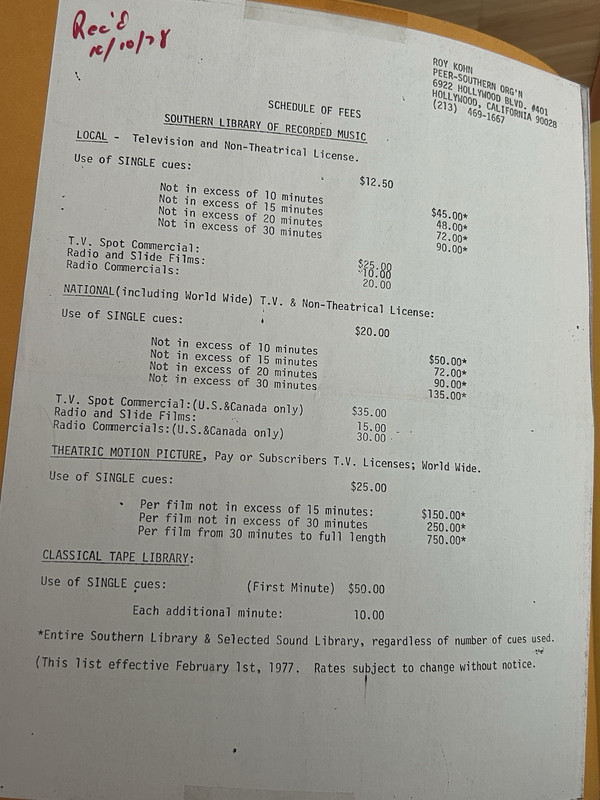 Rec'd
10/10/78
ROY KOHN
PEER-SOUTHERN ORG'N
6922 HOLLYWOOD BLVD. #401
HOLLYWOOD, CALIFORNIA 90028
(213) 469-1667
SCHEDULE OF FEES
SOUTHERN LIBRARY OF RECORDED MUSIC
LOCAL - Television and Non-Theatrical License.
Use of SINGLE cues: $12.50
Not in excess of 10 minutes $45.00*
Not in excess of 15 minutes 48.00*
Not in excess of 20 minutes 72.00*
Not in excess of 30 minutes 90.00*
T.V. Spot Commercial: $25.00
Radio and Slide Films: 10.00
Radio Commercials: 20.00
NATIONAL(including World Wide) T.V. & Non-Theatrical License:
Use of SINGLE cues: $20.00
Not in excess of 10 minutes $50.00*
Not in excess of 15 minutes 72.00*
Not in excess of 20 minutes 90.00*
Not in excess of 30 minutes 135.00*
T.V. Spot Commercial:(U.S.&Canada only) $35.00
Radio and Slide Films: 15.00
Radio Commercials:(U.S.&Canada only) 30.00
THEATRIC MOTION PICTURE, Pay or Subscribers T.V. Licenses; World Wide.
Use of SINGLE cues: $25.00
Per film not in excess of 15 minutes: $150.00*
Per film not in excess of 30 minutes 250.00*
Per film from 30 minutes to full length 750.00*
CLASSICAL TAPE LIBRARY:
Use of SINGLE cues: (First Minute) $50.00
Each additional minute: 10.00
*Entire Southern Library & Selected Sound Library, regardless of number of cues used.
(This list effective February 1st, 1977. Rates subject to change without notice.